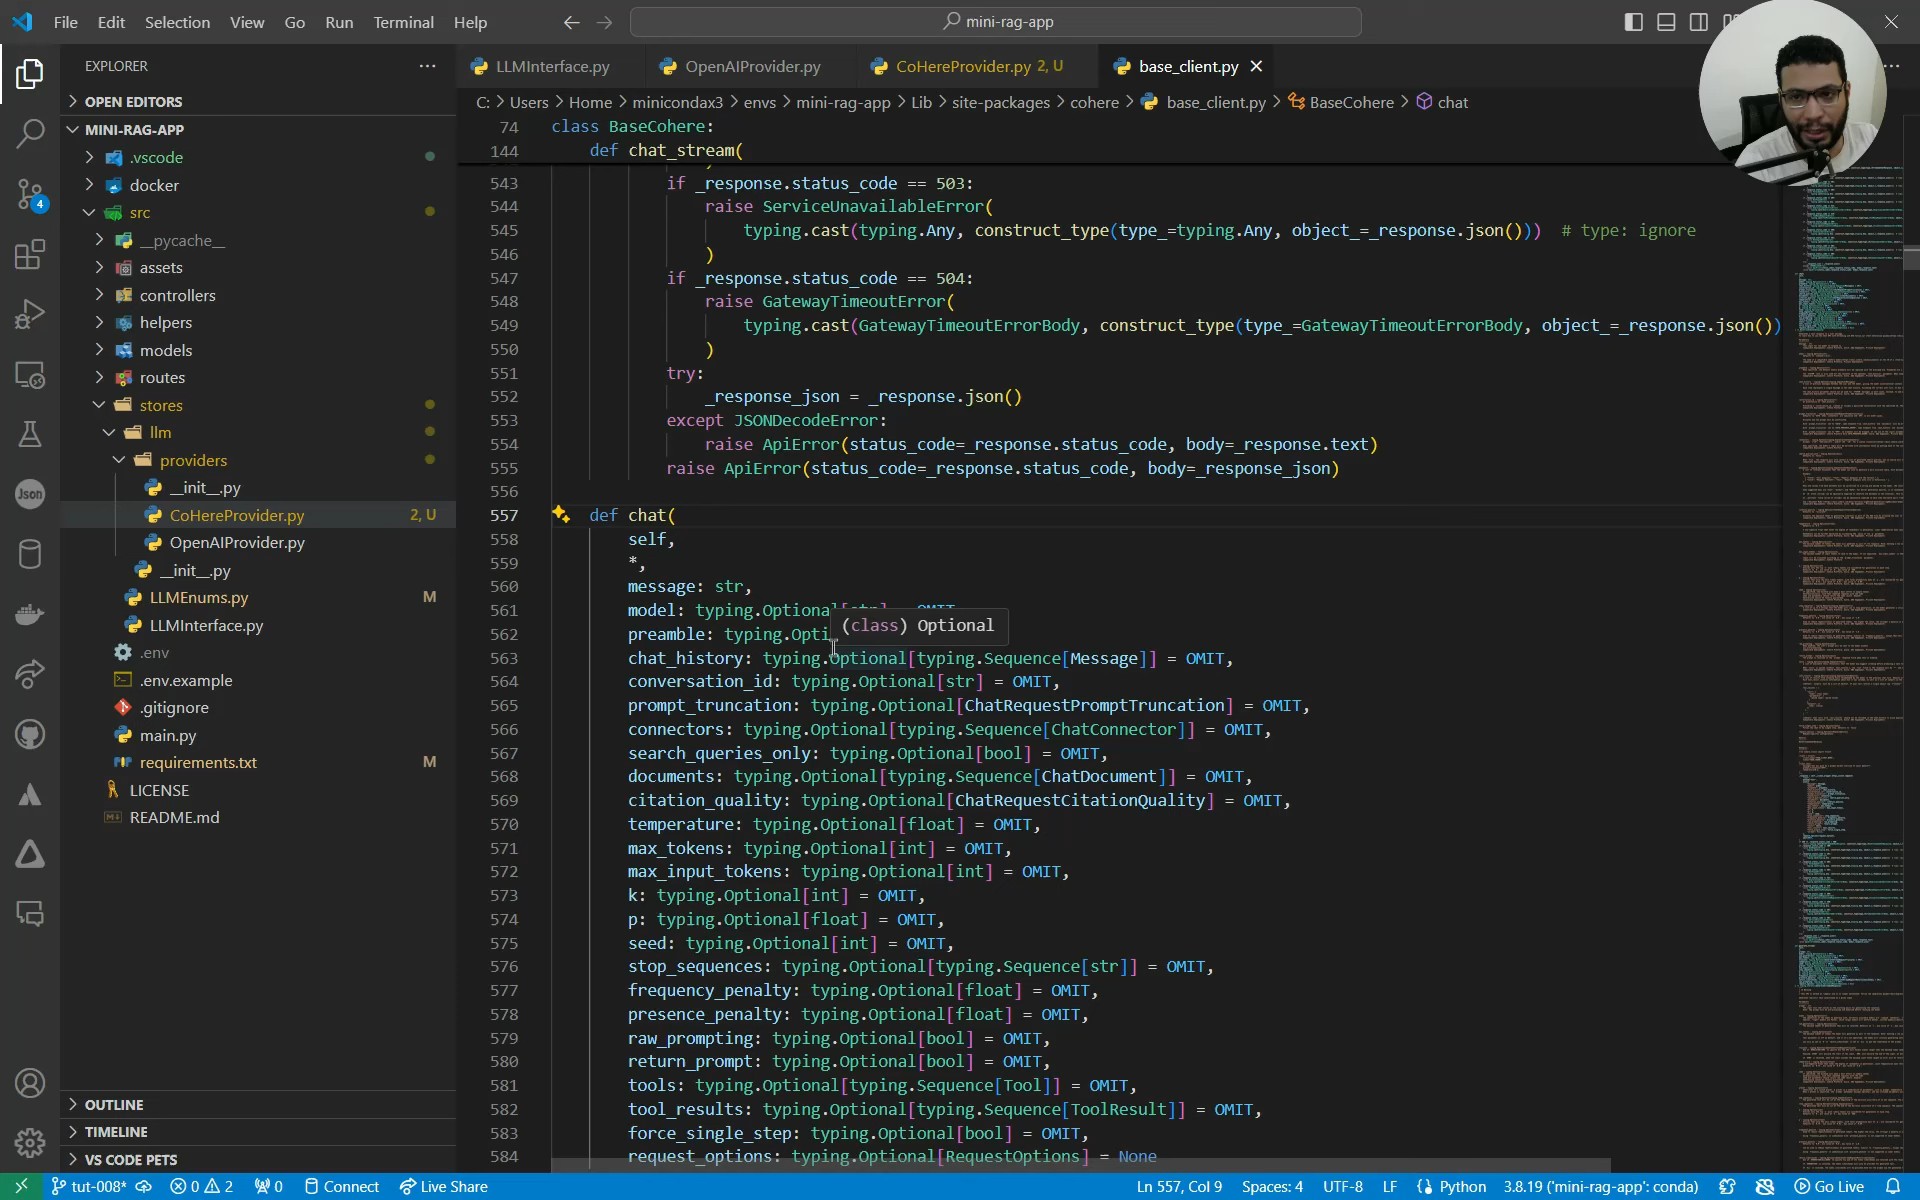 File Edit Selection View Go Run Terminal Help
mini-rag-app
EXPLORER
OPEN EDITORS
MINI-RAG-APP
.vscode
docker
src
__pycache__
assets
controllers
helpers
models
routes
stores
llm
providers
__init__.py
CoHereProvider.py 2, U
OpenAIProvider.py
__init__.py
LLMEnums.py M
LLMInterface.py
.env
.env.example
.gitignore
main.py
requirements.txt M
LICENSE
README.md
OUTLINE
TIMELINE
VS CODE PETS
4
Json
LLMInterface.py OpenAIProvider.py CoHereProvider.py 2, U base_client.py
C: > Users > Home > minicondax3 > envs > mini-rag-app > Lib > site-packages > cohere > base_client.py > BaseCohere > chat
74 class BaseCohere:
144 def chat_stream(
543 if _response.status_code == 503:
544 raise ServiceUnavailableError(
545 typing.cast(typing.Any, construct_type(type_=typing.Any, object_=_response.json())) # type: ignore
546 )
547 if _response.status_code == 504:
548 raise GatewayTimeoutError(
549 typing.cast(GatewayTimeoutErrorBody, construct_type(type_=GatewayTimeoutErrorBody, object_=_response.json())
550 )
551 try:
552 _response_json = _response.json()
553 except JSONDecodeError:
554 raise ApiError(status_code=_response.status_code, body=_response.text)
555 raise ApiError(status_code=_response.status_code, body=_response_json)
556
557 def chat(
558 self,
559 *,
560 message: str,
561 model: typing.Optional[str] = OMIT,
562 preamble: typing.Opti
(class) Optional
563 chat_history: typing.Optional[typing.Sequence[Message]] = OMIT,
564 conversation_id: typing.Optional[str] = OMIT,
565 prompt_truncation: typing.Optional[ChatRequestPromptTruncation] = OMIT,
566 connectors: typing.Optional[typing.Sequence[ChatConnector]] = OMIT,
567 search_queries_only: typing.Optional[bool] = OMIT,
568 documents: typing.Optional[typing.Sequence[ChatDocument]] = OMIT,
569 citation_quality: typing.Optional[ChatRequestCitationQuality] = OMIT,
570 temperature: typing.Optional[float] = OMIT,
571 max_tokens: typing.Optional[int] = OMIT,
572 max_input_tokens: typing.Optional[int] = OMIT,
573 k: typing.Optional[int] = OMIT,
574 p: typing.Optional[float] = OMIT,
575 seed: typing.Optional[int] = OMIT,
576 stop_sequences: typing.Optional[typing.Sequence[str]] = OMIT,
577 frequency_penalty: typing.Optional[float] = OMIT,
578 presence_penalty: typing.Optional[float] = OMIT,
579 raw_prompting: typing.Optional[bool] = OMIT,
580 return_prompt: typing.Optional[bool] = OMIT,
581 tools: typing.Optional[typing.Sequence[Tool]] = OMIT,
582 tool_results: typing.Optional[typing.Sequence[ToolResult]] = OMIT,
583 force_single_step: typing.Optional[bool] = OMIT,
584 request_options: typing.Optional[RequestOptions] = None
tut-008* 0 2 0 Connect Live Share Ln 557, Col 9 Spaces: 4 UTF-8 LF Python 3.8.19 ('mini-rag-app': conda) Go Live